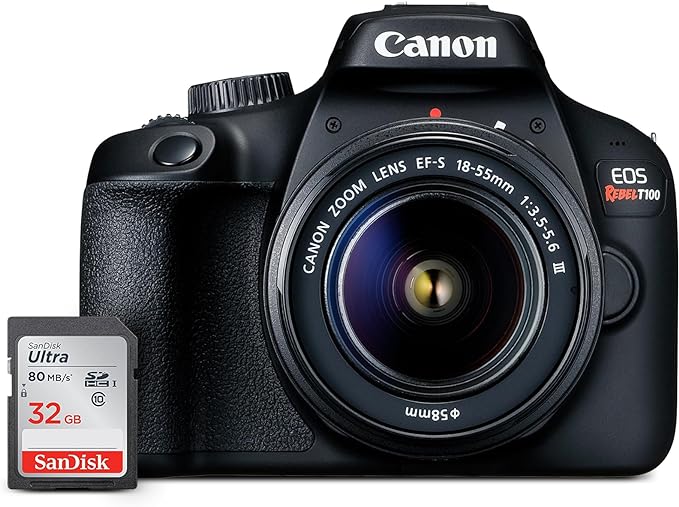 Canon
CANON ZOOM LENS EF-S 18-55mm 1:3.5-5.6 III
EOS
REBEL T100
SanDisk
Ultra
80 MB/s*
SD HC I
10
32 GB
SanDisk
φ58mm